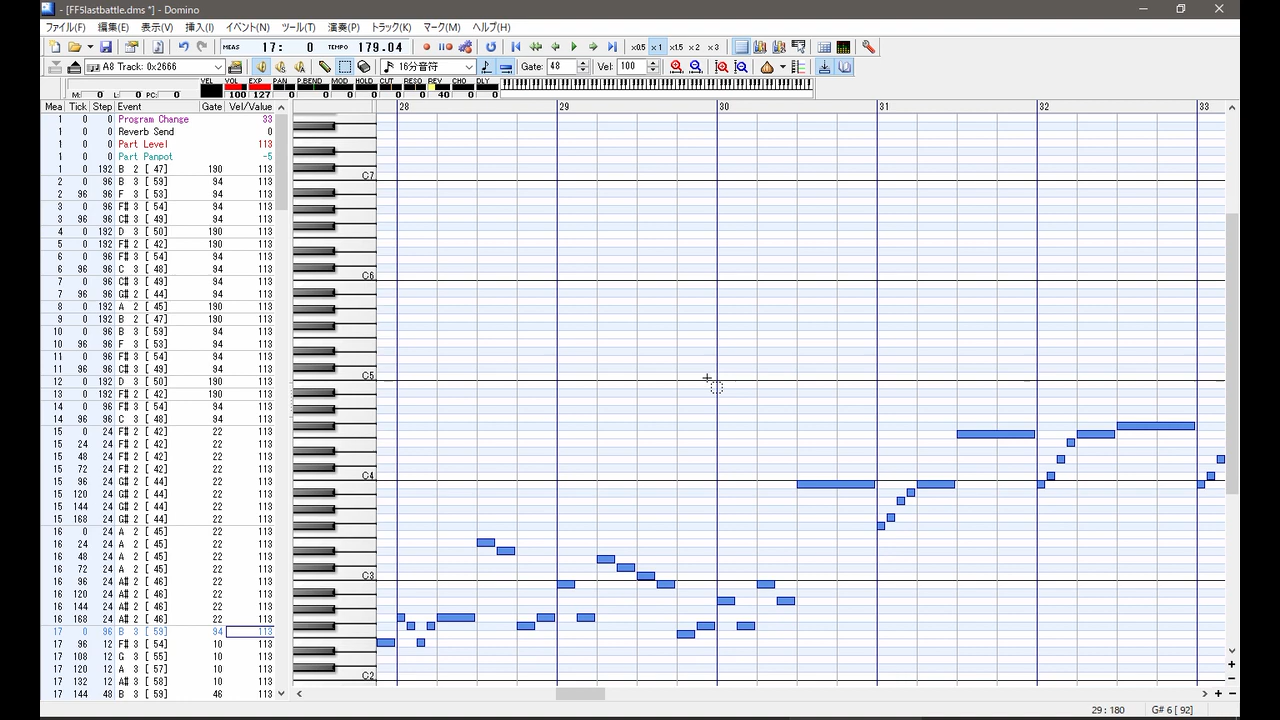 - [FF5lastbattle.dms *] - Domino
ファイル(F) 編集(E) 表示(V) 挿入(I) イベント(N) ツール(T) 演奏(P) トラック(K) マーク(M) ヘルプ(H)
MEAS 17: 0 TEMPO 179.04 x0.5 x1 x1.5 x2 x3
A8 Track: 0x2666 16分音符 Gate: 48 Vel: 100
VEL VOL EXP PAN P.BEND MOD HOLD CUT RESO REV CHO DLY
M: 0 L: 0 PC: 0 100 127 0 0 0 0 0 0 40 0 0
Mea Tick Step Event Gate Vel/Value 28 29 30 31 32 33
1 0 0 Program Change 33
1 0 0 Reverb Send 0
1 0 0 Part Level 113
1 0 0 Part Panpot -5
1 0 192 B 2 [ 47] 190 113
2 0 96 B 3 [ 59] 94 113
2 96 96 F 3 [ 53] 94 113
3 0 96 F# 3 [ 54] 94 113
3 96 96 C# 3 [ 49] 94 113
4 0 192 D 3 [ 50] 190 113
5 0 192 F# 2 [ 42] 190 113
6 0 96 F# 3 [ 54] 94 113
6 96 96 C 3 [ 48] 94 113
7 0 96 C# 3 [ 49] 94 113
7 96 96 G# 2 [ 44] 94 113
8 0 192 A 2 [ 45] 190 113
9 0 192 B 2 [ 47] 190 113
10 0 96 B 3 [ 59] 94 113
10 96 96 F 3 [ 53] 94 113
11 0 96 F# 3 [ 54] 94 113
11 96 96 C# 3 [ 49] 94 113
12 0 192 D 3 [ 50] 190 113
13 0 192 F# 2 [ 42] 190 113
14 0 96 F# 3 [ 54] 94 113
14 96 96 C 3 [ 48] 94 113
15 0 24 F# 2 [ 42] 22 113
15 24 24 F# 2 [ 42] 22 113
15 48 24 F# 2 [ 42] 22 113
15 72 24 F# 2 [ 42] 22 113
15 96 24 G# 2 [ 44] 22 113
15 120 24 G# 2 [ 44] 22 113
15 144 24 G# 2 [ 44] 22 113
15 168 24 G# 2 [ 44] 22 113
16 0 24 A 2 [ 45] 22 113
16 24 24 A 2 [ 45] 22 113
16 48 24 A 2 [ 45] 22 113
16 72 24 A 2 [ 45] 22 113
16 96 24 A# 2 [ 46] 22 113
16 120 24 A# 2 [ 46] 22 113
16 144 24 A# 2 [ 46] 22 113
16 168 24 A# 2 [ 46] 22 113
17 0 96 B 3 [ 59] 94 113
17 96 12 F# 3 [ 54] 10 113
17 108 12 G 3 [ 55] 10 113
17 120 12 A 3 [ 57] 10 113
17 132 12 A# 3 [ 58] 10 113
17 144 48 B 3 [ 59] 46 113
C7
C6
C5
C4
C3
C2
29: 180 G# 6 [ 92]